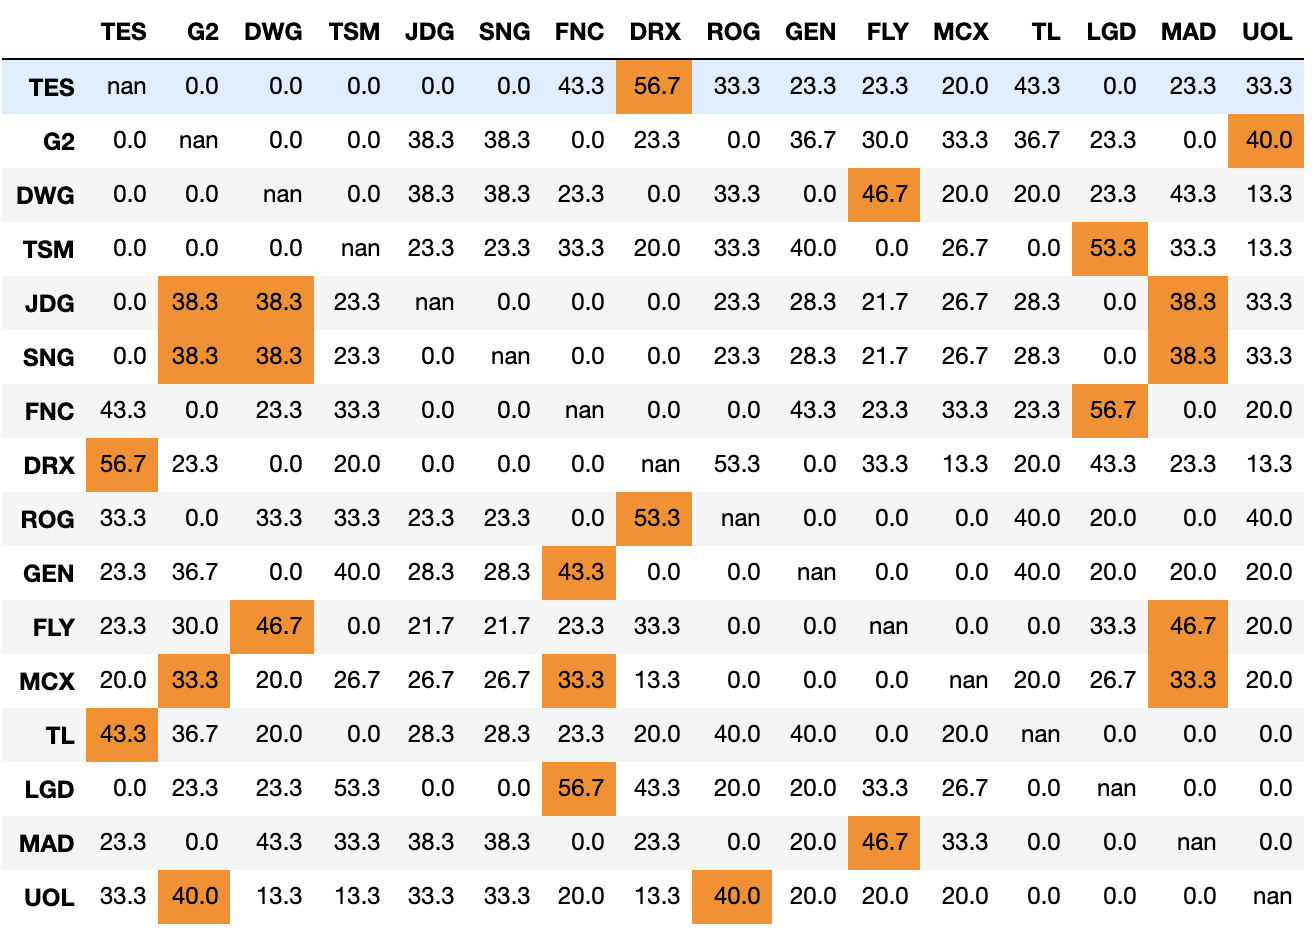 TES G2 DWG TSM JDG SNG FNC DRX ROG GEN FLY MCX TL LGD MAD UOL
TES nan 0.0 0.0 0.0 0.0 0.0 43.3 56.7 33.3 23.3 23.3 20.0 43.3 0.0 23.3 33.3
G2 0.0 nan 0.0 0.0 38.3 38.3 0.0 23.3 0.0 36.7 30.0 33.3 36.7 23.3 0.0 40.0
DWG 0.0 0.0 nan 0.0 38.3 38.3 23.3 0.0 33.3 0.0 46.7 20.0 20.0 23.3 43.3 13.3
TSM 0.0 0.0 0.0 nan 23.3 23.3 33.3 20.0 33.3 40.0 0.0 26.7 0.0 53.3 33.3 13.3
JDG 0.0 38.3 38.3 23.3 nan 0.0 0.0 0.0 23.3 28.3 21.7 26.7 28.3 0.0 38.3 33.3
SNG 0.0 38.3 38.3 23.3 0.0 nan 0.0 0.0 23.3 28.3 21.7 26.7 28.3 0.0 38.3 33.3
FNC 43.3 0.0 23.3 33.3 0.0 0.0 nan 0.0 0.0 43.3 23.3 33.3 23.3 56.7 0.0 20.0
DRX 56.7 23.3 0.0 20.0 0.0 0.0 0.0 nan 53.3 0.0 33.3 13.3 20.0 43.3 23.3 13.3
ROG 33.3 0.0 33.3 33.3 23.3 23.3 0.0 53.3 nan 0.0 0.0 0.0 40.0 20.0 0.0 40.0
GEN 23.3 36.7 0.0 40.0 28.3 28.3 43.3 0.0 0.0 nan 0.0 0.0 40.0 20.0 20.0 20.0
FLY 23.3 30.0 46.7 0.0 21.7 21.7 23.3 33.3 0.0 0.0 nan 0.0 0.0 33.3 46.7 20.0
MCX 20.0 33.3 20.0 26.7 26.7 26.7 33.3 13.3 0.0 0.0 0.0 nan 20.0 26.7 33.3 20.0
TL 43.3 36.7 20.0 0.0 28.3 28.3 23.3 20.0 40.0 40.0 0.0 20.0 nan 0.0 0.0 0.0
LGD 0.0 23.3 23.3 53.3 0.0 0.0 56.7 43.3 20.0 20.0 33.3 26.7 0.0 nan 0.0 0.0
MAD 23.3 0.0 43.3 33.3 38.3 38.3 0.0 23.3 0.0 20.0 46.7 33.3 0.0 0.0 nan 0.0
UOL 33.3 40.0 13.3 13.3 33.3 33.3 20.0 13.3 40.0 20.0 20.0 20.0 0.0 0.0 0.0 nan